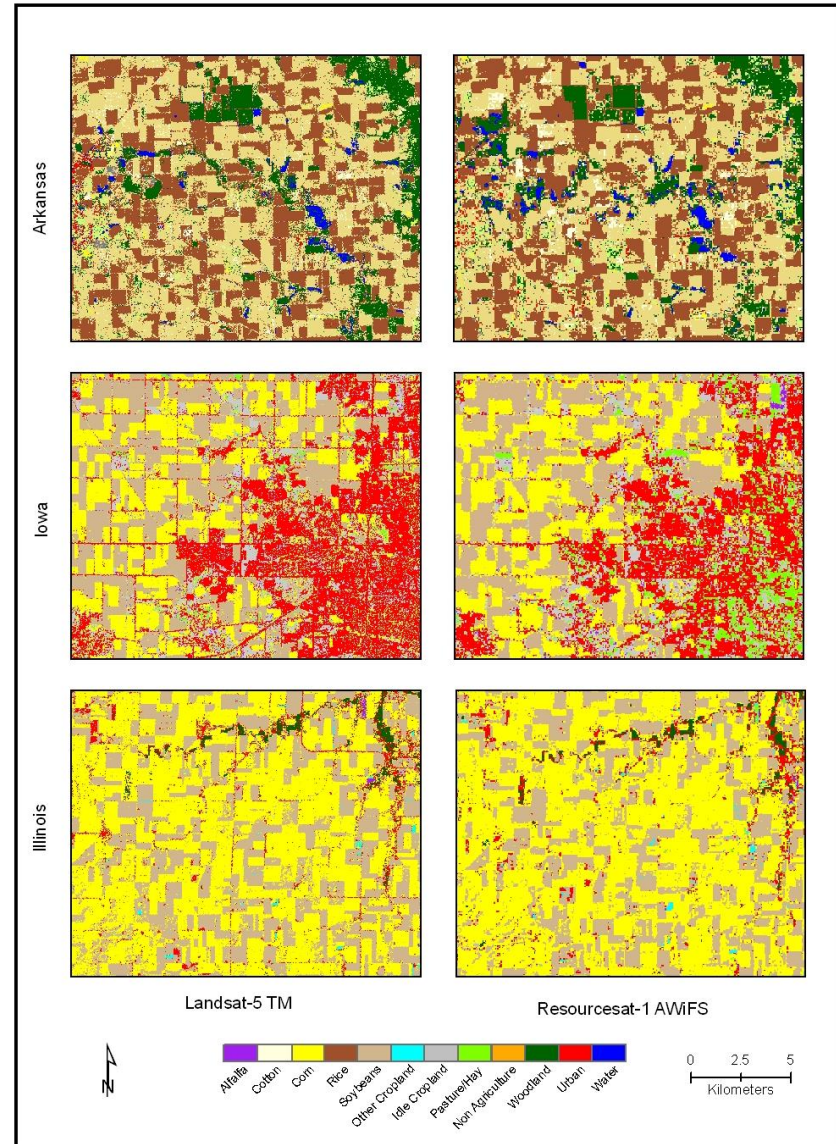 Arkansas
Iowa
Illinois
Landsat-5 TM
Resourcesat-1 AWiFS
N
Alfalfa
Cotton
Corn
Rice
Soybeans
Other Cropland
Idle Cropland
Pasture/Hay
Non Agriculture
Woodland
Urban
Water
0 2.5 5
Kilometers